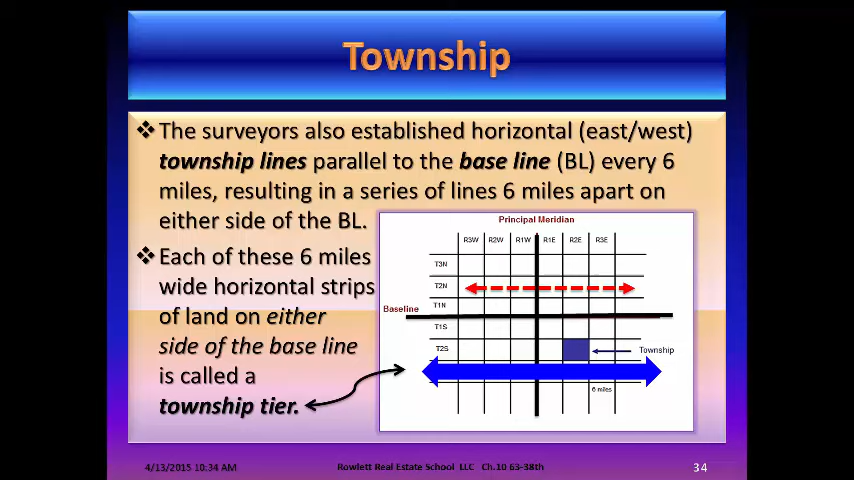 Township
❖The surveyors also established horizontal (east/west)
township lines parallel to the base line (BL) every 6
miles, resulting in a series of lines 6 miles apart on
either side of the BL.
❖Each of these 6 miles
wide horizontal strips
of land on either
side of the base line
is called a
township tier.
Principal Meridian
R3W R2W R1W R1E R2E R3E
T3N
T2N
T1N
Baseline
T1S
T2S
Township
6 miles
4/13/2015 10:34 AM
Rowlett Real Estate School LLC Ch.10 63-38th
34